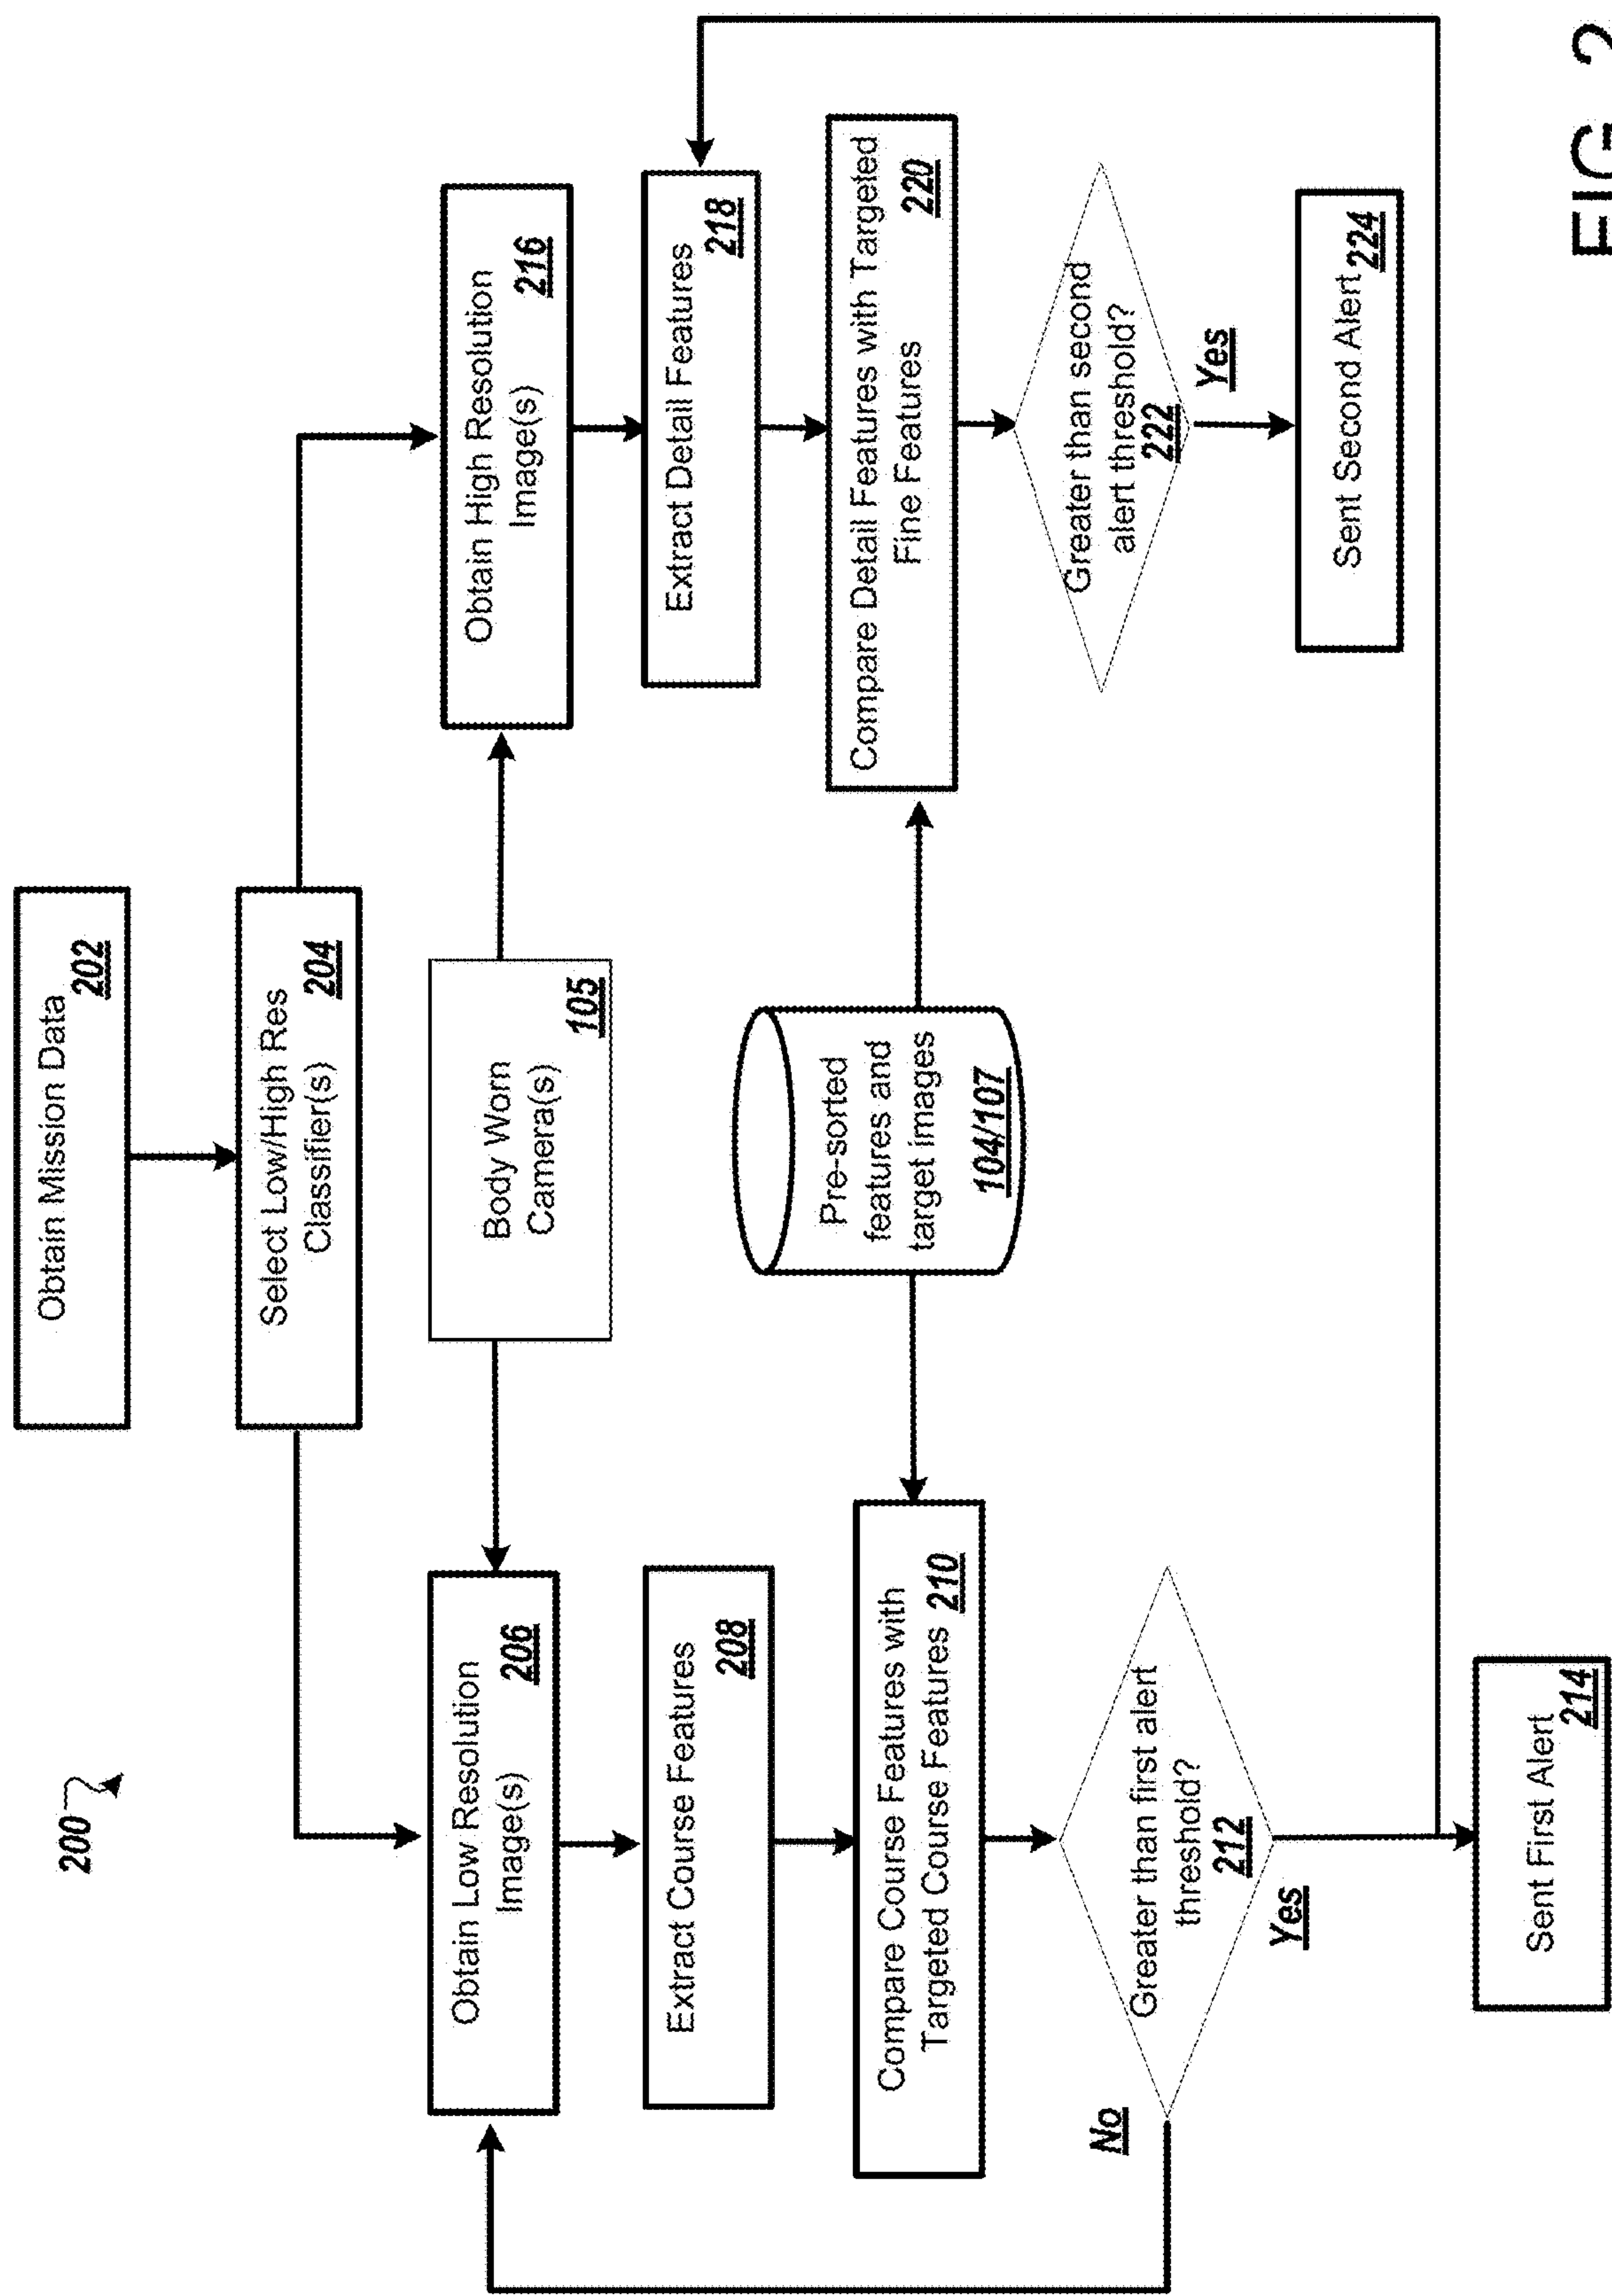 200
Obtain Mission Data
202
Select Low/High Res
Classifier(s)
204
Obtain Low Resolution
Image(s)
206
Body Worn
Camera(s)
105
Obtain High Resolution
Image(s)
216
Extract Course Features
208
Extract Detail Features
218
Compare Course Features with
Targeted Course Features 210
Pre-sorted
features and
target images
104/107
Compare Detail Features with Targeted
Fine Features
220
Greater than first alert
threshold?
212
No
Yes
Greater than second
alert threshold?
222
Yes
Sent First Alert
214
Sent Second Alert
224
FIG. 2